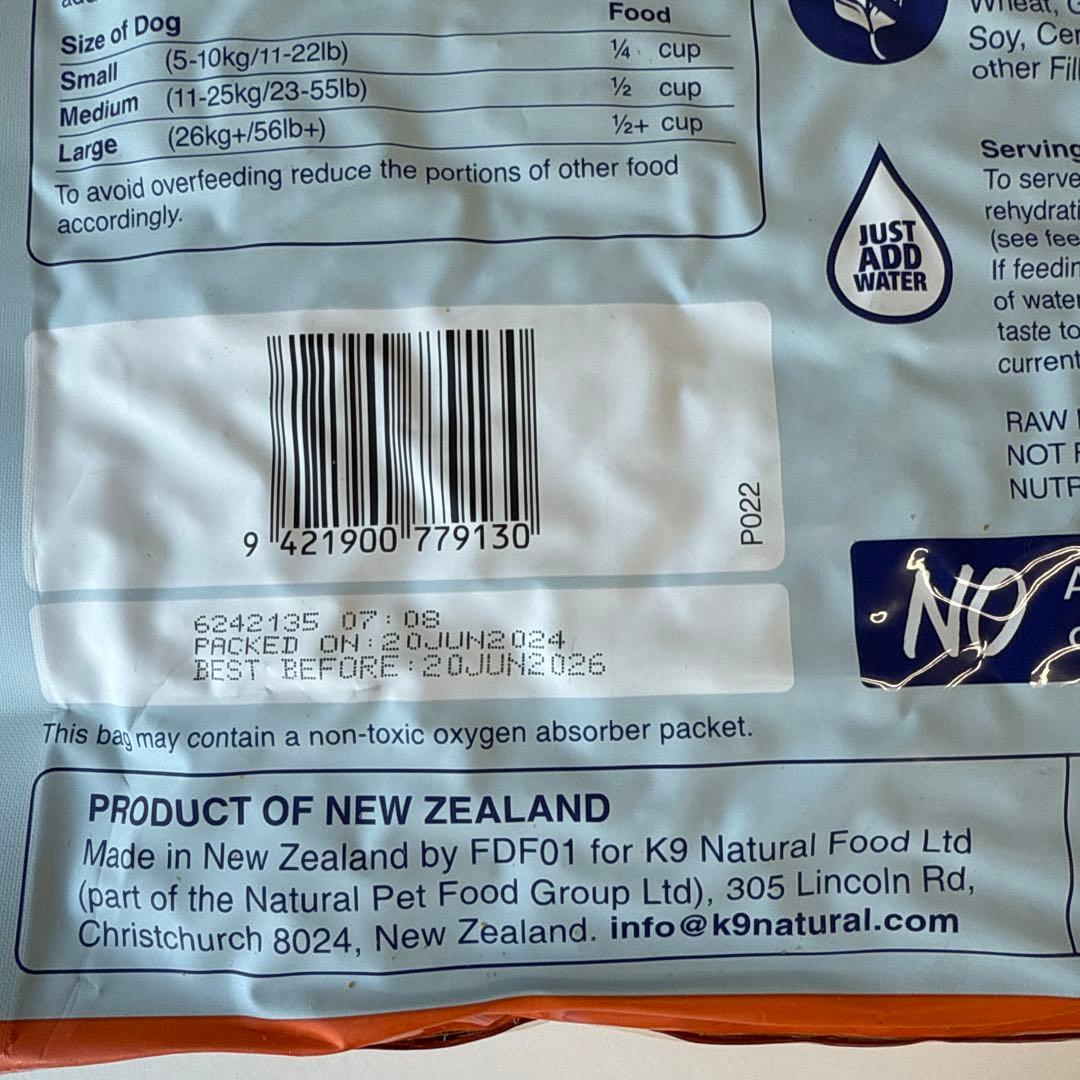 Size of Dog Food
Small (5-10kg/11-22lb) ¼ cup
Medium (11-25kg/23-55lb) ½ cup
Large (26kg+/56lb+) ½+ cup
To avoid overfeeding reduce the portions of other food
accordingly.
Soy,
other
JUST
ADD
WATER
Serving
To serve
(see
If
of water
taste to
RAW
NOT
9 421900 779130
P022
6242135 07:08
PACKED ON:20JUN2024
BEST BEFORE:20JUN2026
NO
This bag may contain a non-toxic oxygen absorber packet.
PRODUCT OF NEW ZEALAND
Made in New Zealand by FDF01 for K9 Natural Food Ltd
(part of the Natural Pet Food Group Ltd), 305 Lincoln Rd,
Christchurch 8024, New Zealand. info@k9natural.com